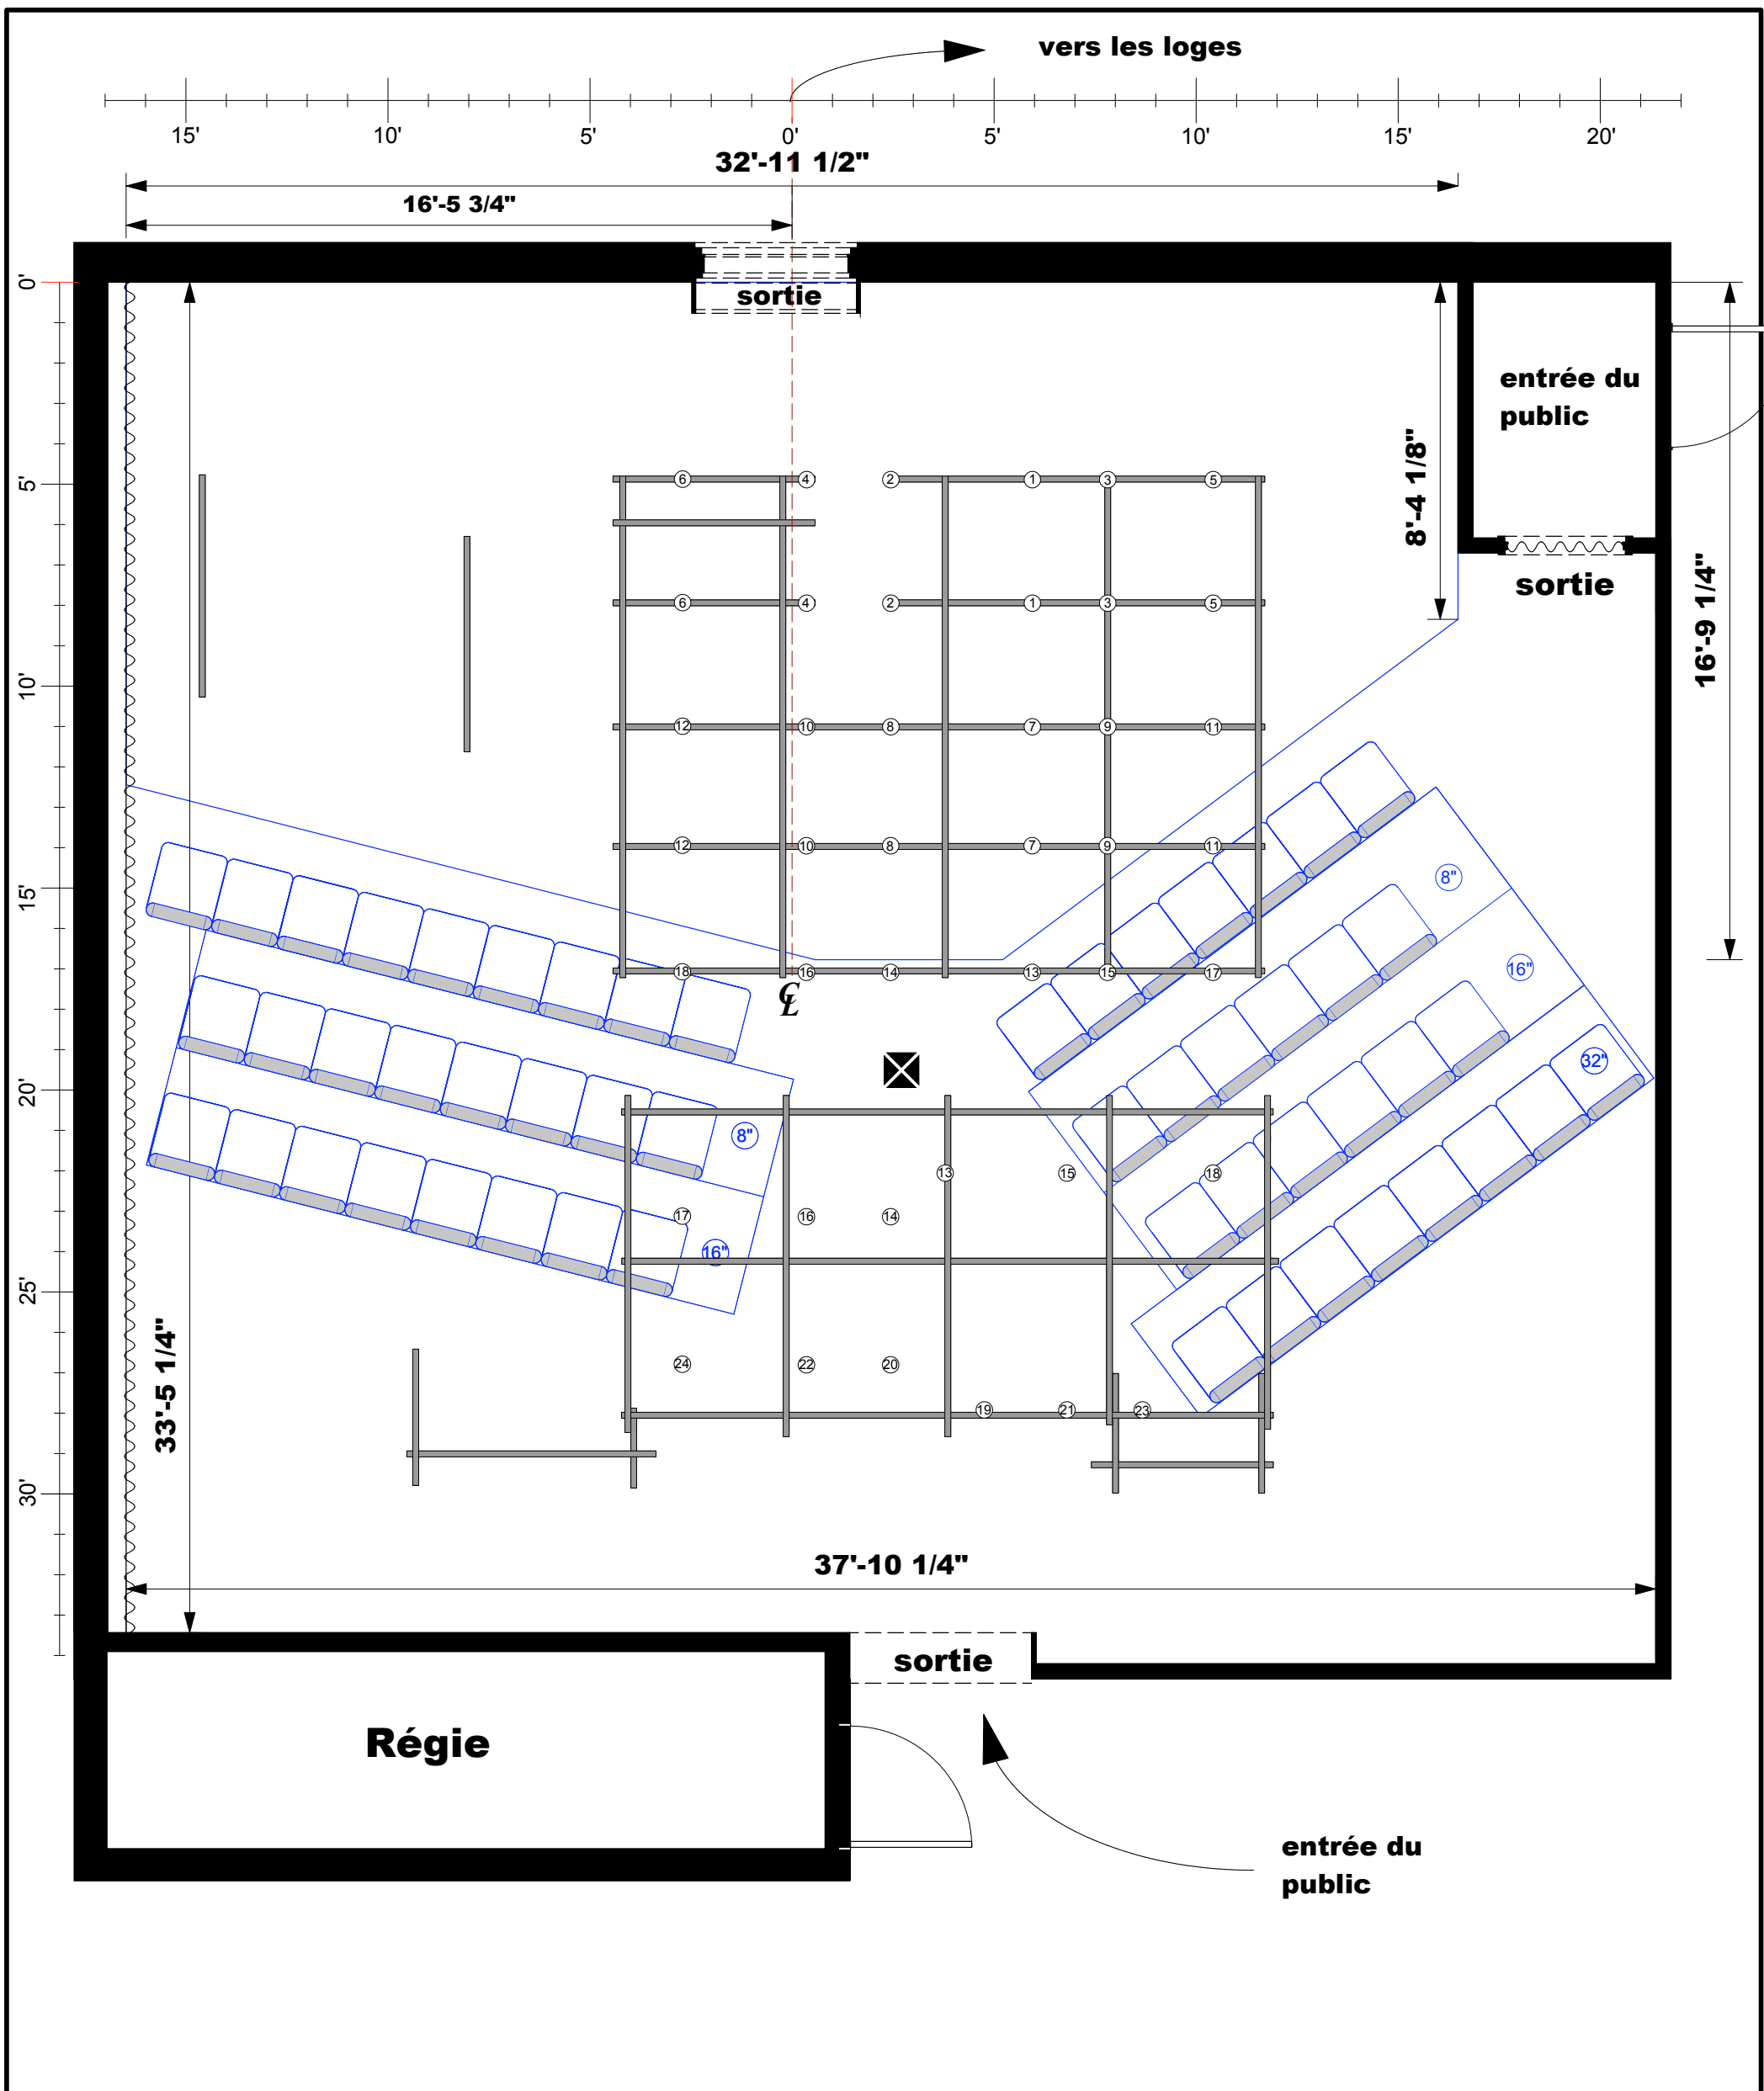 vers les loges
15' 10' 5' 0' 5' 10' 15' 20'
32'-11 1/2"
16'-5 3/4"
0'
sortie
entrée du
public
8'-4 1/8"
5'
6 4 2 1 3 5
sortie
16'-9 1/4"
6 4 2 1 3 5
10'
12 10 8 7 9 11
12 10 8 7 9 11
8"
15'
16"
18 16 14 13 15 17
CL
32"
20'
8"
13 15 18
17 16 14
16"
25'
24 22 20
19 21 23
33'-5 1/4"
30'
37'-10 1/4"
sortie
Régie
entrée du
public